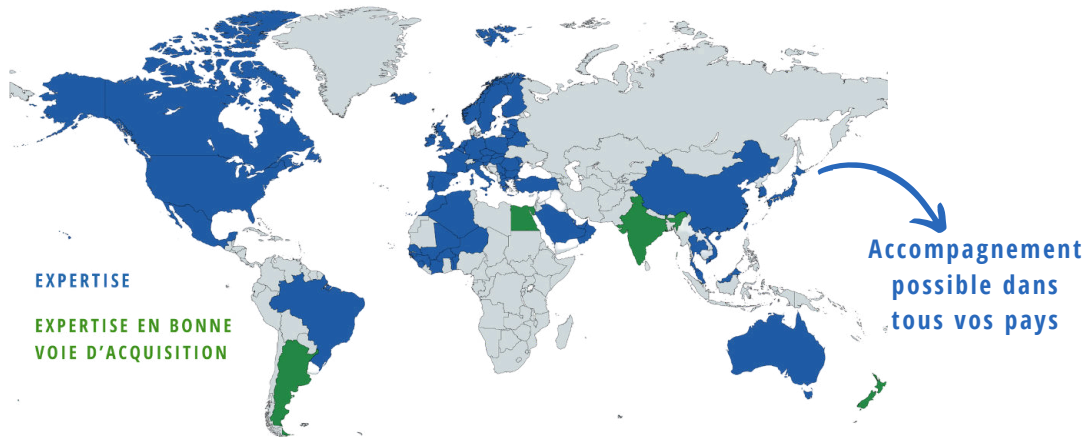 EXPERTISE
EXPERTISE EN BONNE
VOIE D'ACQUISITION
Accompagnement
possible dans
tous vos pays